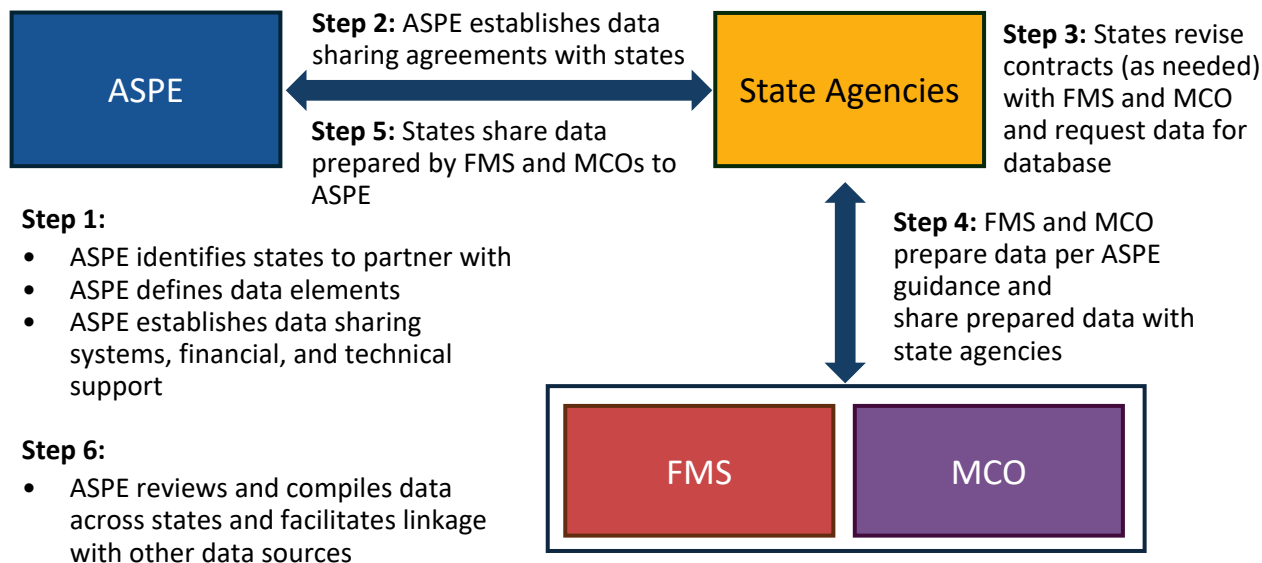 ASPE
Step 2: ASPE establishes data
sharing agreements with states
Step 5: States share data
prepared by FMS and MCOs to
ASPE
State Agencies
Step 3: States revise
contracts (as needed)
with FMS and MCO
and request data for
database
Step 1:
• ASPE identifies states to partner with
• ASPE defines data elements
• ASPE establishes data sharing
systems, financial, and technical
support
Step 4: FMS and MCO
prepare data per ASPE
guidance and
share prepared data with
state agencies
Step 6:
• ASPE reviews and compiles data
across states and facilitates linkage
with other data sources
FMS
MCO